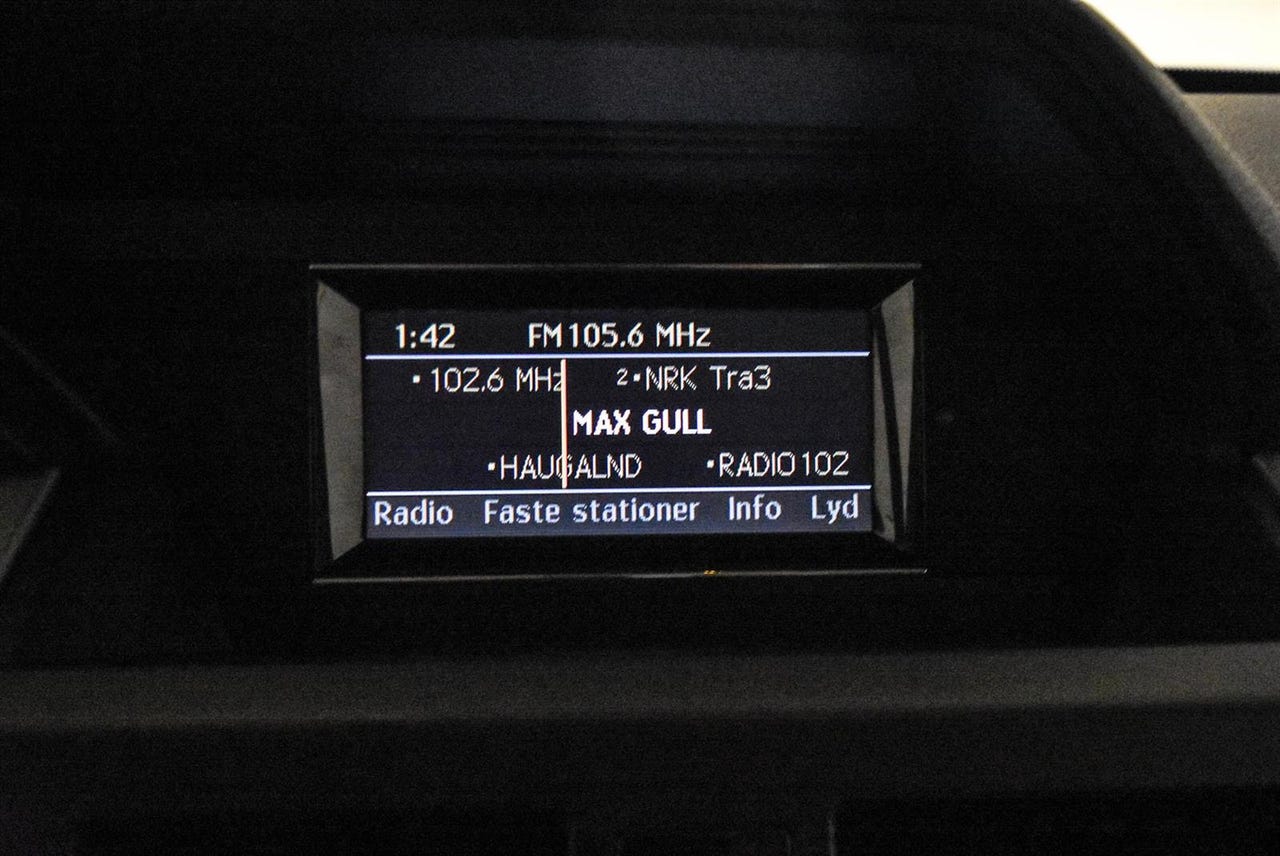 1:42 FM 105.6 MHz
•102.6 MHz 2•NRK Tra3
MAX GULL
•HAUGALND •RADIO102
Radio Faste stationer Info Lyd